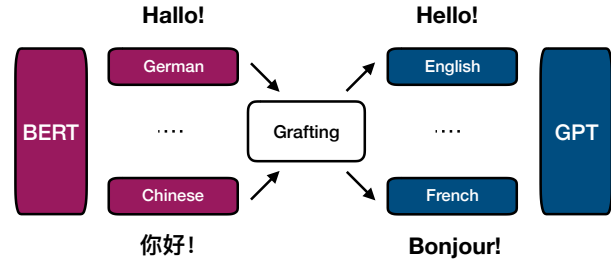 Hallo!
Hello!
German
English
BERT
....
Grafting
....
GPT
Chinese
French
你好!
Bonjour!